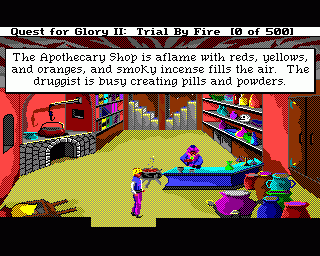 Quest for Glory II: Trial By Fire [0 of 500]
The Apothecary Shop is aflame with reds, yellows,
and oranges, and smoky incense fills the air. The
druggist is busy creating pills and powders.